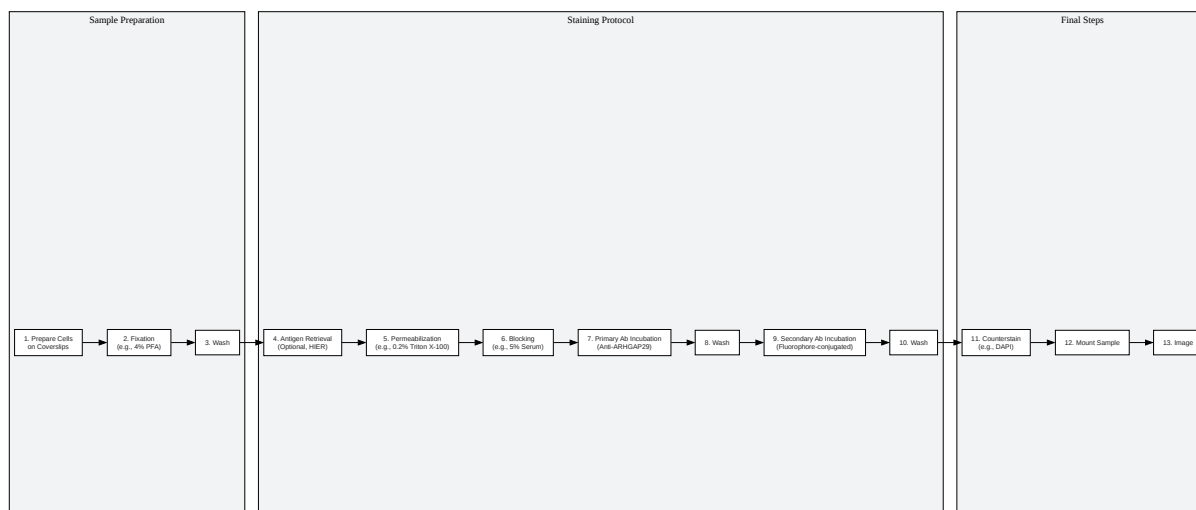 Sample Preparation
Staining Protocol
Final Steps
1. Prepare Cells
on Coverslips
2. Fixation
(e.g., 4% PFA)
3. Wash
4. Antigen Retrieval
(Optional, HIER)
5. Permeabilization
(e.g., 0.2% Triton X-100)
6. Blocking
(e.g., 5% Serum)
7. Primary Ab Incubation
(Anti-ARHGAP29)
8. Wash
9. Secondary Ab Incubation
(Fluorophore-conjugated)
10. Wash
11. Counterstain
(e.g., DAPI)
12. Mount Sample
13. Image